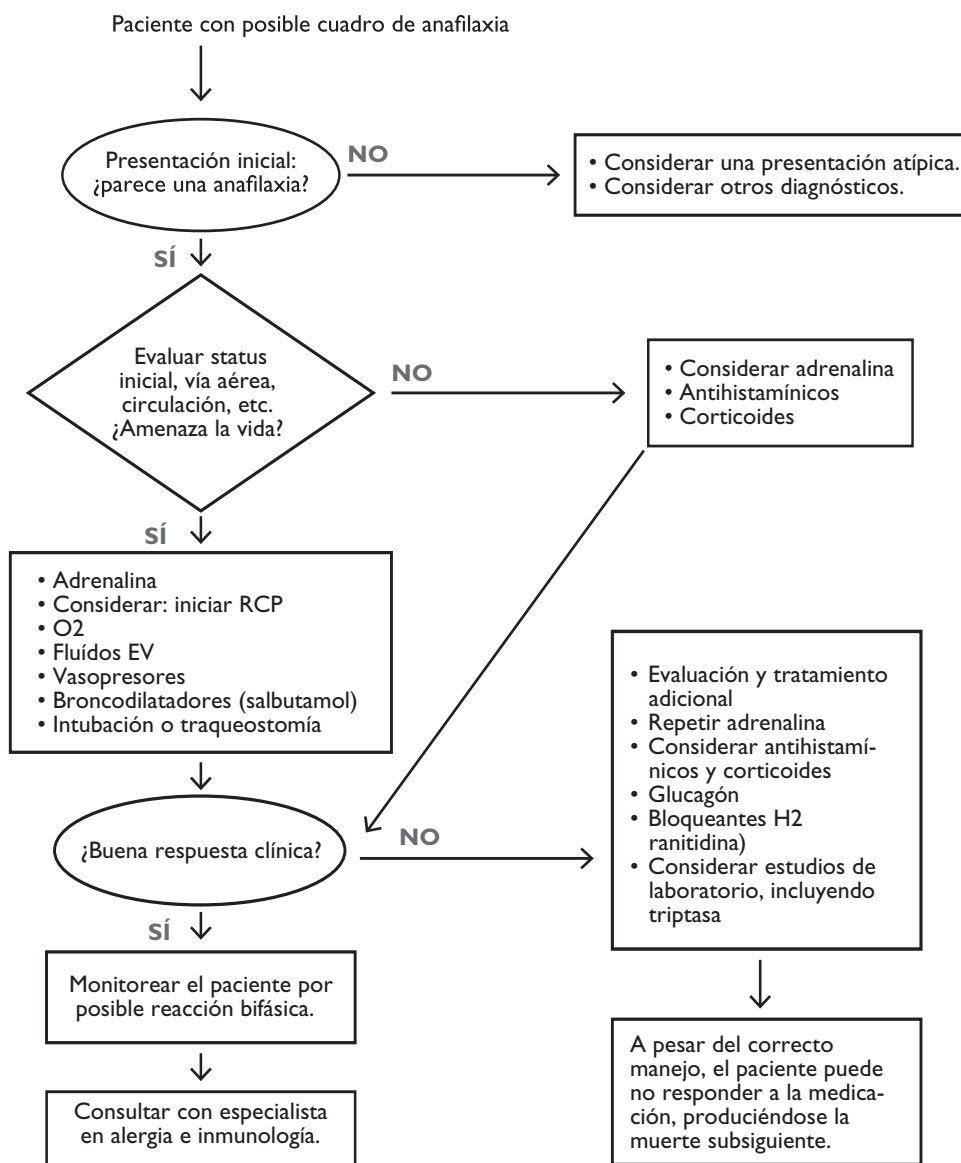 Paciente con posible cuadro de anafilaxia
Presentación inicial:
¿parece una anafilaxia?
NO
• Considerar una presentación atípica.
• Considerar otros diagnósticos.
SÍ
Evaluar status
inicial, vía aérea,
circulación, etc.
¿Amenaza la vida?
NO
• Considerar adrenalina
• Antihistamínicos
• Corticoides
SÍ
• Adrenalina
• Considerar: iniciar RCP
• O2
• Fluídos EV
• Vasopresores
• Broncodilatadores (salbutamol)
• Intubación o traqueostomía
¿Buena respuesta clínica?
NO
• Evaluación y tratamiento
adicional
• Repetir adrenalina
• Considerar antihistamí-
nicos y corticoides
• Glucagón
• Bloqueantes H2
ranitidina)
• Considerar estudios de
laboratorio, incluyendo
triptasa
SÍ
Monitorear el paciente por
posible reacción bifásica.
Consultar con especialista
en alergia e inmunología.
A pesar del correcto
manejo, el paciente puede
no responder a la medica-
ción, produciéndose la
muerte subsiguiente.